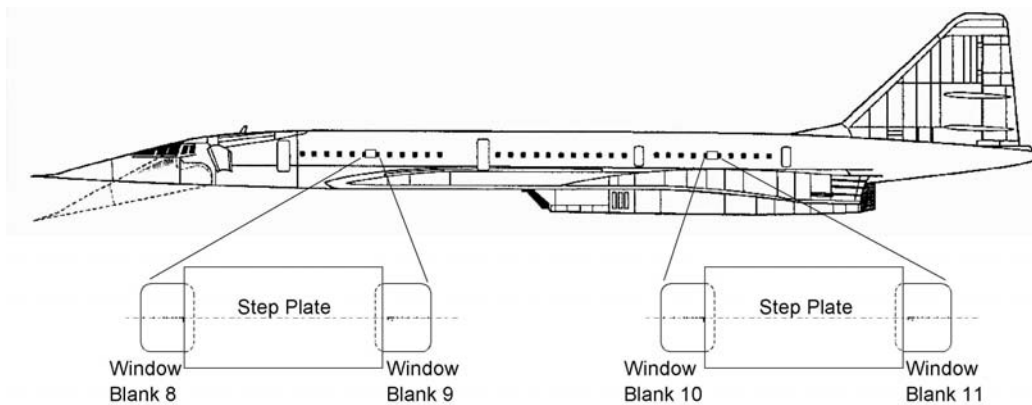 Step Plate
Step Plate
Window
Blank 8
Window
Blank 9
Window
Blank 10
Window
Blank 11